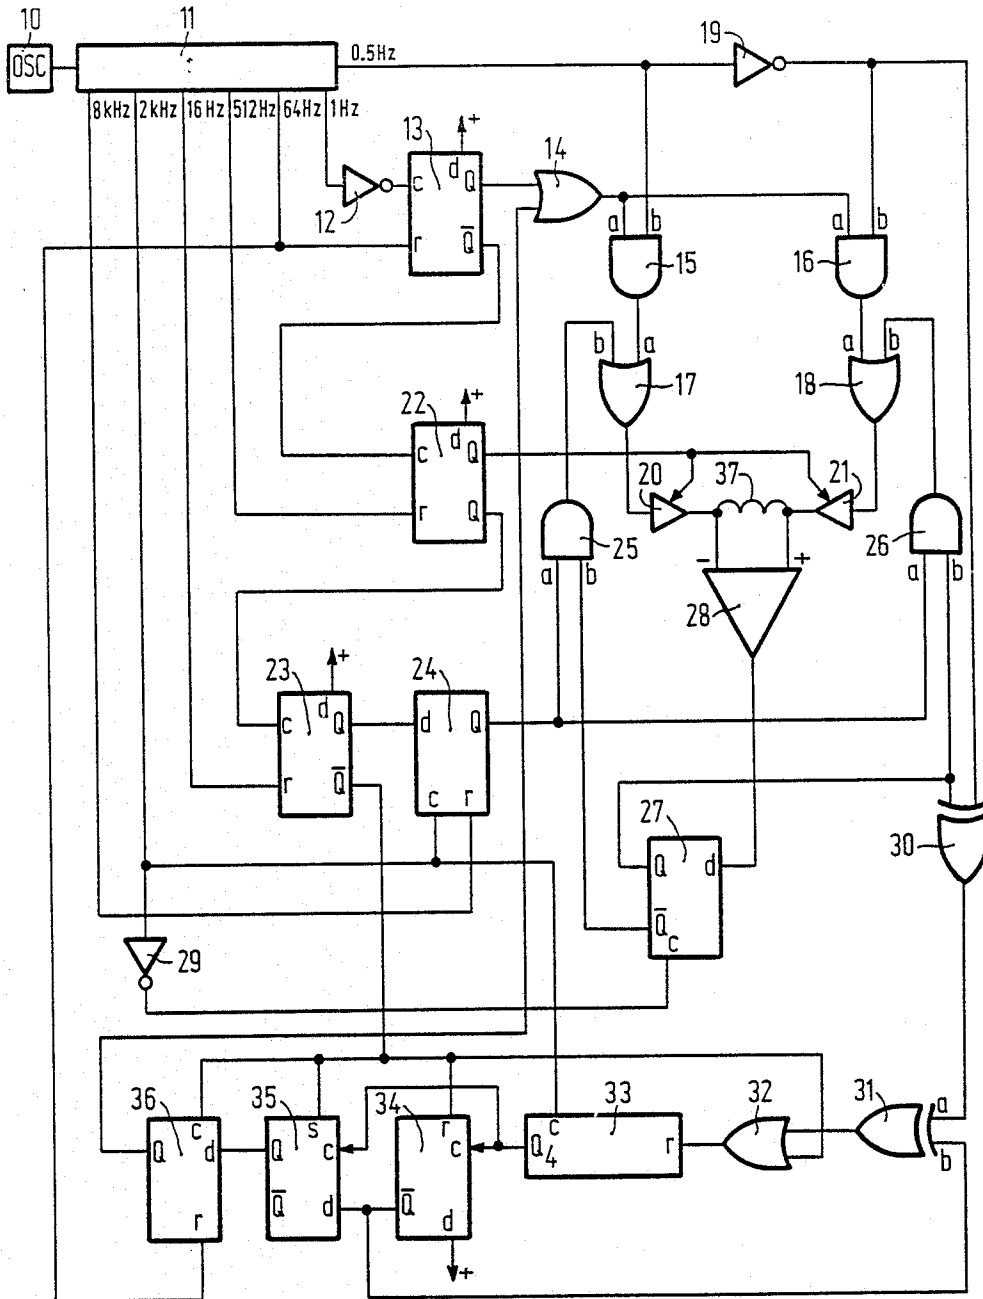 10
11
19
OSC
0.5Hz
8kHz
2kHz
16Hz
512Hz
64Hz
1Hz
13
+
d
c
Q
r
Q̅
12
14
a
b
15
a
b
16
b
a
17
a
b
18
22
+
d
c
Q
r
Q
20
37
21
25
a
b
26
a
b
-
+
28
23
+
d
c
Q
r
Q̅
24
d
Q
c
r
27
Q
d
Q̅
c
30
29
36
c
Q
d
r
35
s
Q
c
Q̅
d
34
r
c
Q̅
d
+
33
c
Q4
r
32
31
a
b